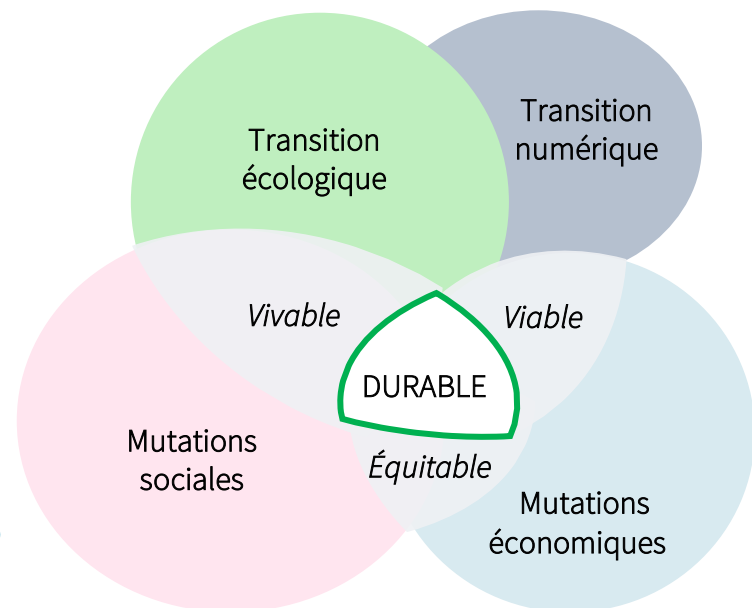 Transition
numérique
Transition
écologique
Vivable
Viable
DURABLE
Mutations
sociales
Équitable
Mutations
économiques